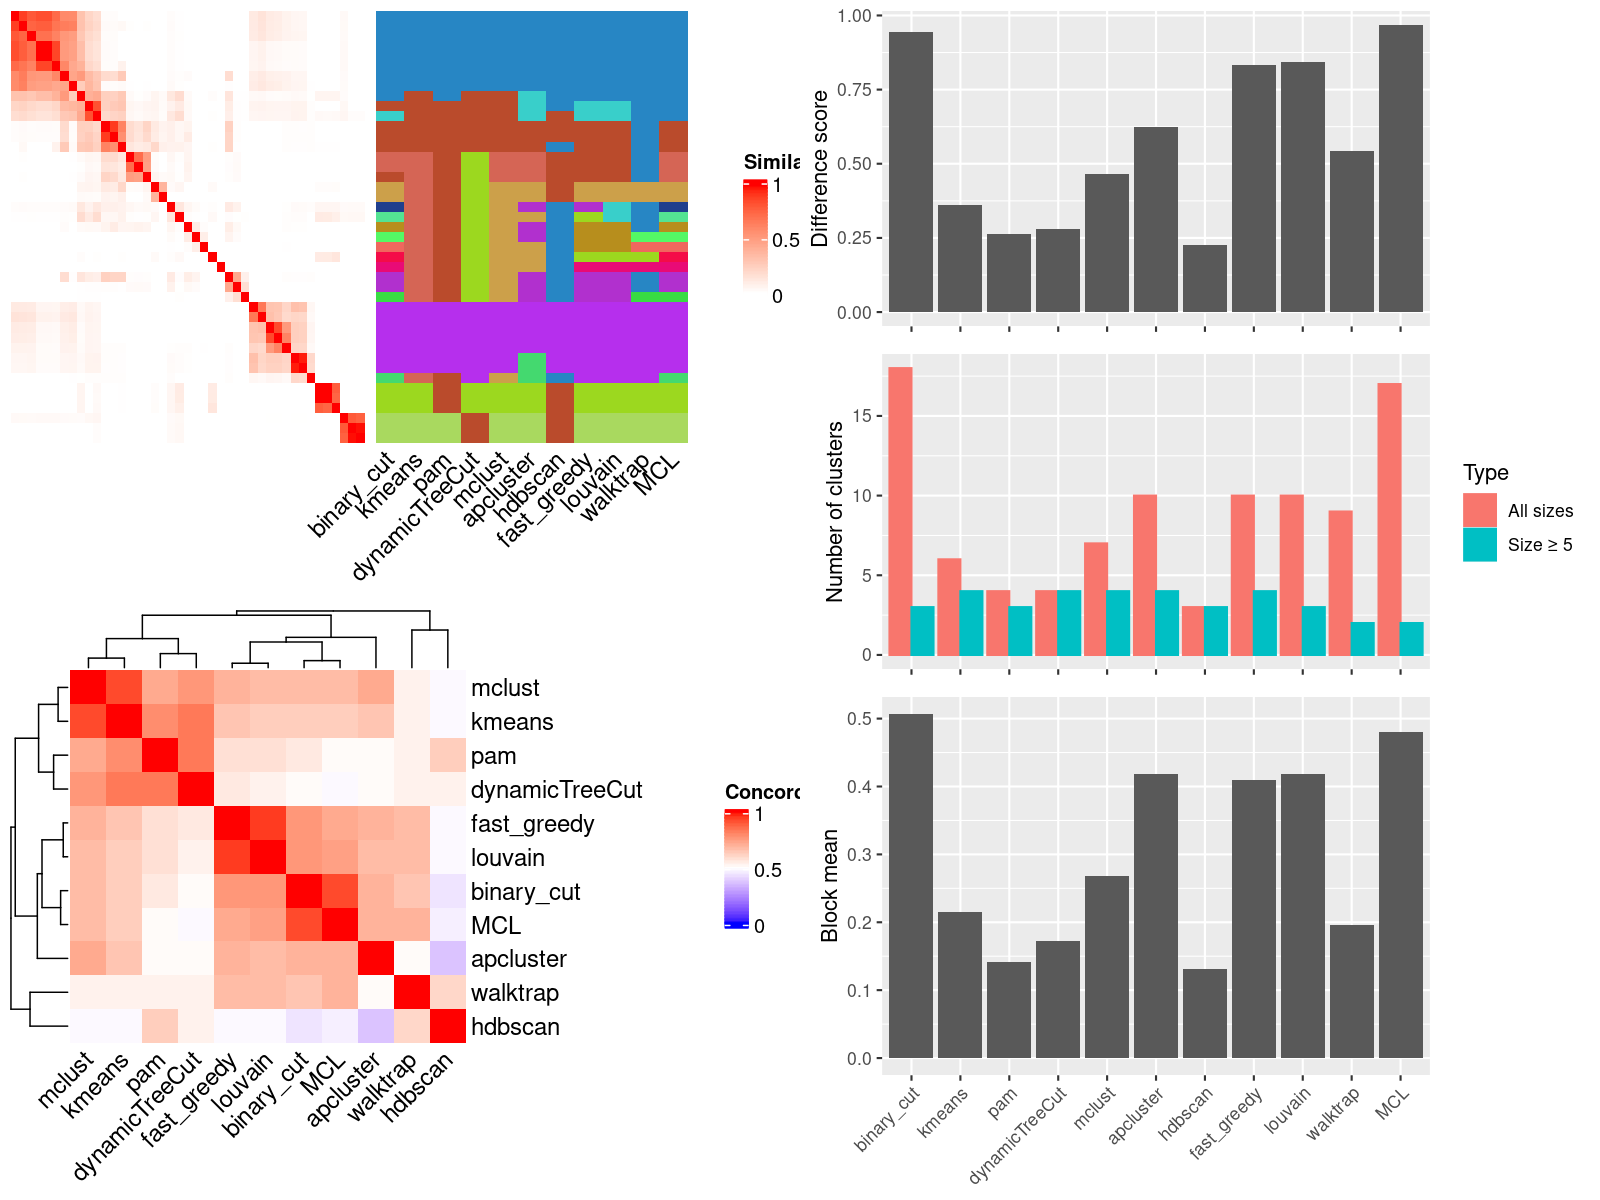 Simila
1
0.5
0
binary_cut
kmeans
pam
dynamicTreeCut
mclust
apcluster
hdbscan
fast_greedy
louvain
walktrap
MCL
mclust
kmeans
pam
dynamicTreeCut
fast_greedy
louvain
binary_cut
MCL
apcluster
walktrap
hdbscan
Concord
1
0.5
0
mclust
kmeans
pam
dynamicTreeCut
fast_greedy
louvain
binary_cut
MCL
apcluster
walktrap
hdbscan
Difference score
1.00
0.75
0.50
0.25
0.00
Number of clusters
15
10
5
0
Type
All sizes
Size ≥ 5
Block mean
0.5
0.4
0.3
0.2
0.1
0.0
binary_cut
kmeans
pam
dynamicTreeCut
mclust
apcluster
hdbscan
fast_greedy
louvain
walktrap
MCL